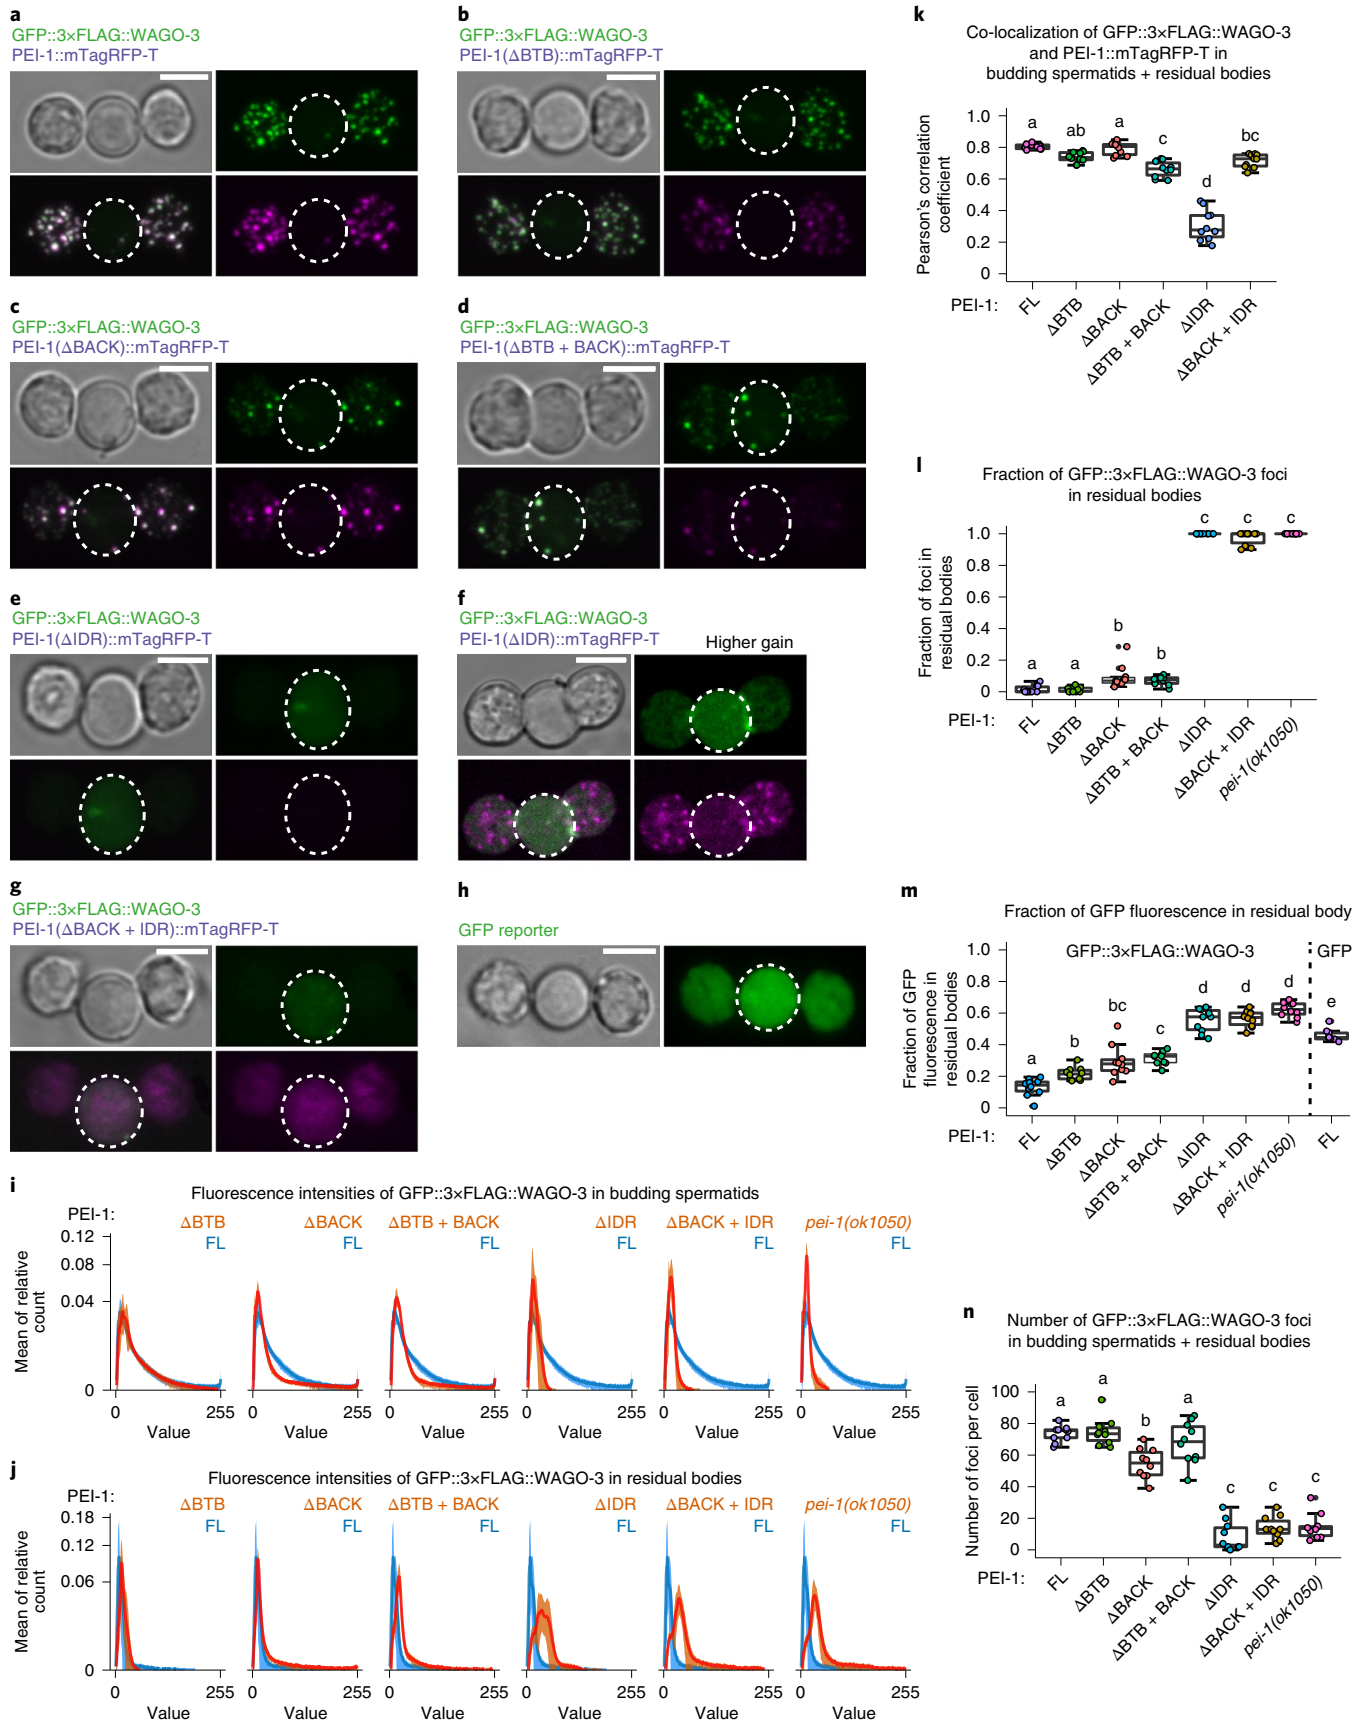 a
GFP::3×FLAG::WAGO-3
PEI-1::mTagRFP-T
b
GFP::3×FLAG::WAGO-3
PEI-1(ΔBTB)::mTagRFP-T
c
GFP::3×FLAG::WAGO-3
PEI-1(ΔBACK)::mTagRFP-T
d
GFP::3×FLAG::WAGO-3
PEI-1(ΔBTB + BACK)::mTagRFP-T
e
GFP::3×FLAG::WAGO-3
PEI-1(ΔIDR)::mTagRFP-T
f
GFP::3×FLAG::WAGO-3
PEI-1(ΔIDR)::mTagRFP-T
Higher gain
g
GFP::3×FLAG::WAGO-3
PEI-1(ΔBACK + IDR)::mTagRFP-T
h
GFP reporter
i
Fluorescence intensities of GFP::3×FLAG::WAGO-3 in budding spermatids
PEI-1:
ΔBTB ΔBACK ΔBTB + BACK ΔIDR ΔBACK + IDR pei-1(ok1050)
FL FL FL FL FL FL
0.12
0.08
0.04
0
Mean of relative
count
0 255 0 255 0 255 0 255 0 255 0 255
Value Value Value Value Value Value
j
Fluorescence intensities of GFP::3×FLAG::WAGO-3 in residual bodies
PEI-1:
ΔBTB ΔBACK ΔBTB + BACK ΔIDR ΔBACK + IDR pei-1(ok1050)
FL FL FL FL FL FL
0.18
0.12
0.06
0
Mean of relative
count
0 255 0 255 0 255 0 255 0 255 0 255
Value Value Value Value Value Value
k
Co-localization of GFP::3×FLAG::WAGO-3
and PEI-1::mTagRFP-T in
budding spermatids + residual bodies
Pearson's correlation
coefficient
1.0
0.8
0.6
0.4
0.2
0
a ab a c d bc
PEI-1:
FL
ΔBTB
ΔBACK
ΔBTB + BACK
ΔIDR
ΔBACK + IDR
l
Fraction of GFP::3×FLAG::WAGO-3 foci
in residual bodies
Fraction of foci in
residual bodies
1.0
0.8
0.6
0.4
0.2
0
a a b b c c c
PEI-1:
FL
ΔBTB
ΔBACK
ΔBTB + BACK
ΔIDR
ΔBACK + IDR
pei-1(ok1050)
m
Fraction of GFP fluorescence in residual body
GFP::3×FLAG::WAGO-3 GFP
Fraction of GFP
fluorescence in
residual bodies
1.0
0.8
0.6
0.4
0.2
0
a b bc c d d d e
PEI-1:
FL
ΔBTB
ΔBACK
ΔBTB + BACK
ΔIDR
ΔBACK + IDR
pei-1(ok1050)
FL
n
Number of GFP::3×FLAG::WAGO-3 foci
in budding spermatids + residual bodies
Number of foci per cell
100
80
60
40
20
0
a a b a c c c
PEI-1:
FL
ΔBTB
ΔBACK
ΔBTB + BACK
ΔIDR
ΔBACK + IDR
pei-1(ok1050)